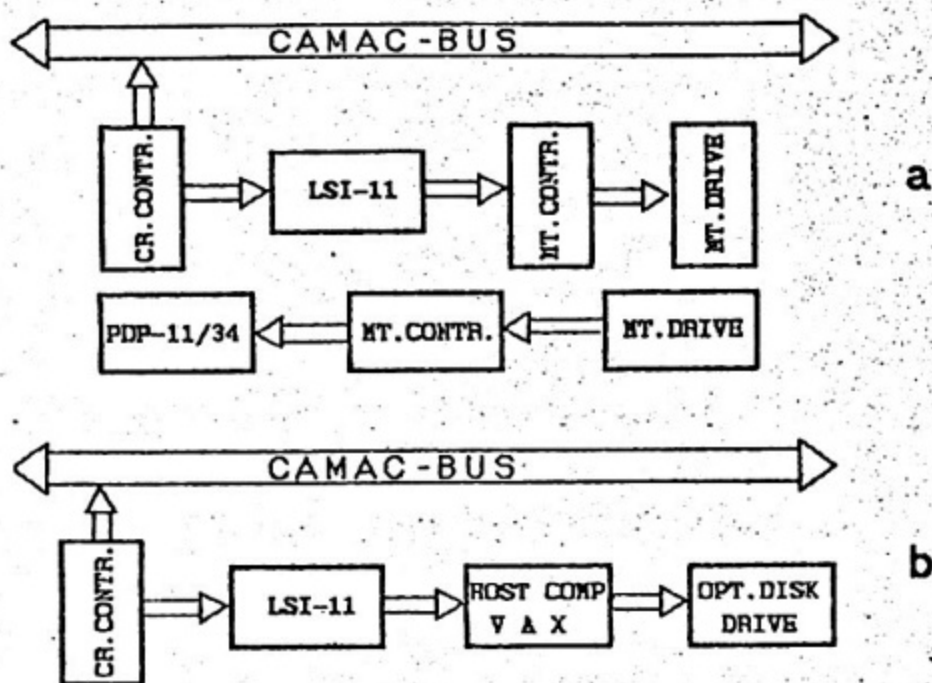 CAMAC-BUS
CR.CONTR.
LSI-11
MT.CONTR.
MT.DRIVE
a
PDP-11/34
MT.CONTR.
MT.DRIVE
CAMAC-BUS
CR.CONTR.
LSI-11
HOST COMP
VAX
OPT.DISK
DRIVE
b